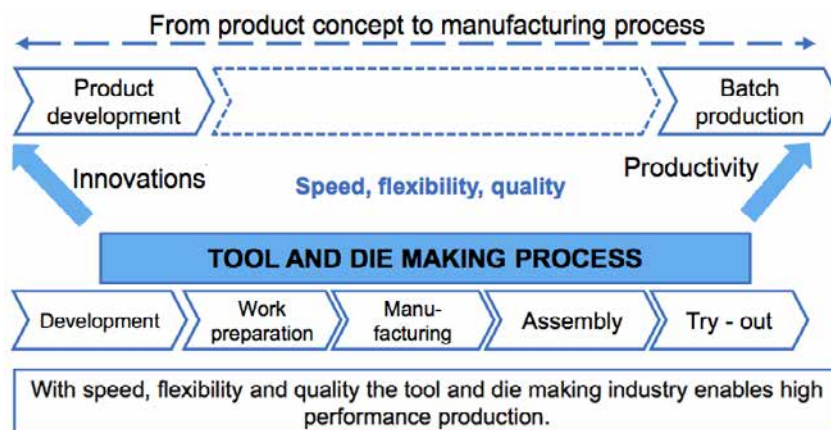 From product concept to manufacturing process
Product
development
Batch
production
Innovations
Speed, flexibility, quality
Productivity
TOOL AND DIE MAKING PROCESS
Development
Work
preparation
Manu-
facturing
Assembly
Try - out
With speed, flexibility and quality the tool and die making industry enables high
performance production.